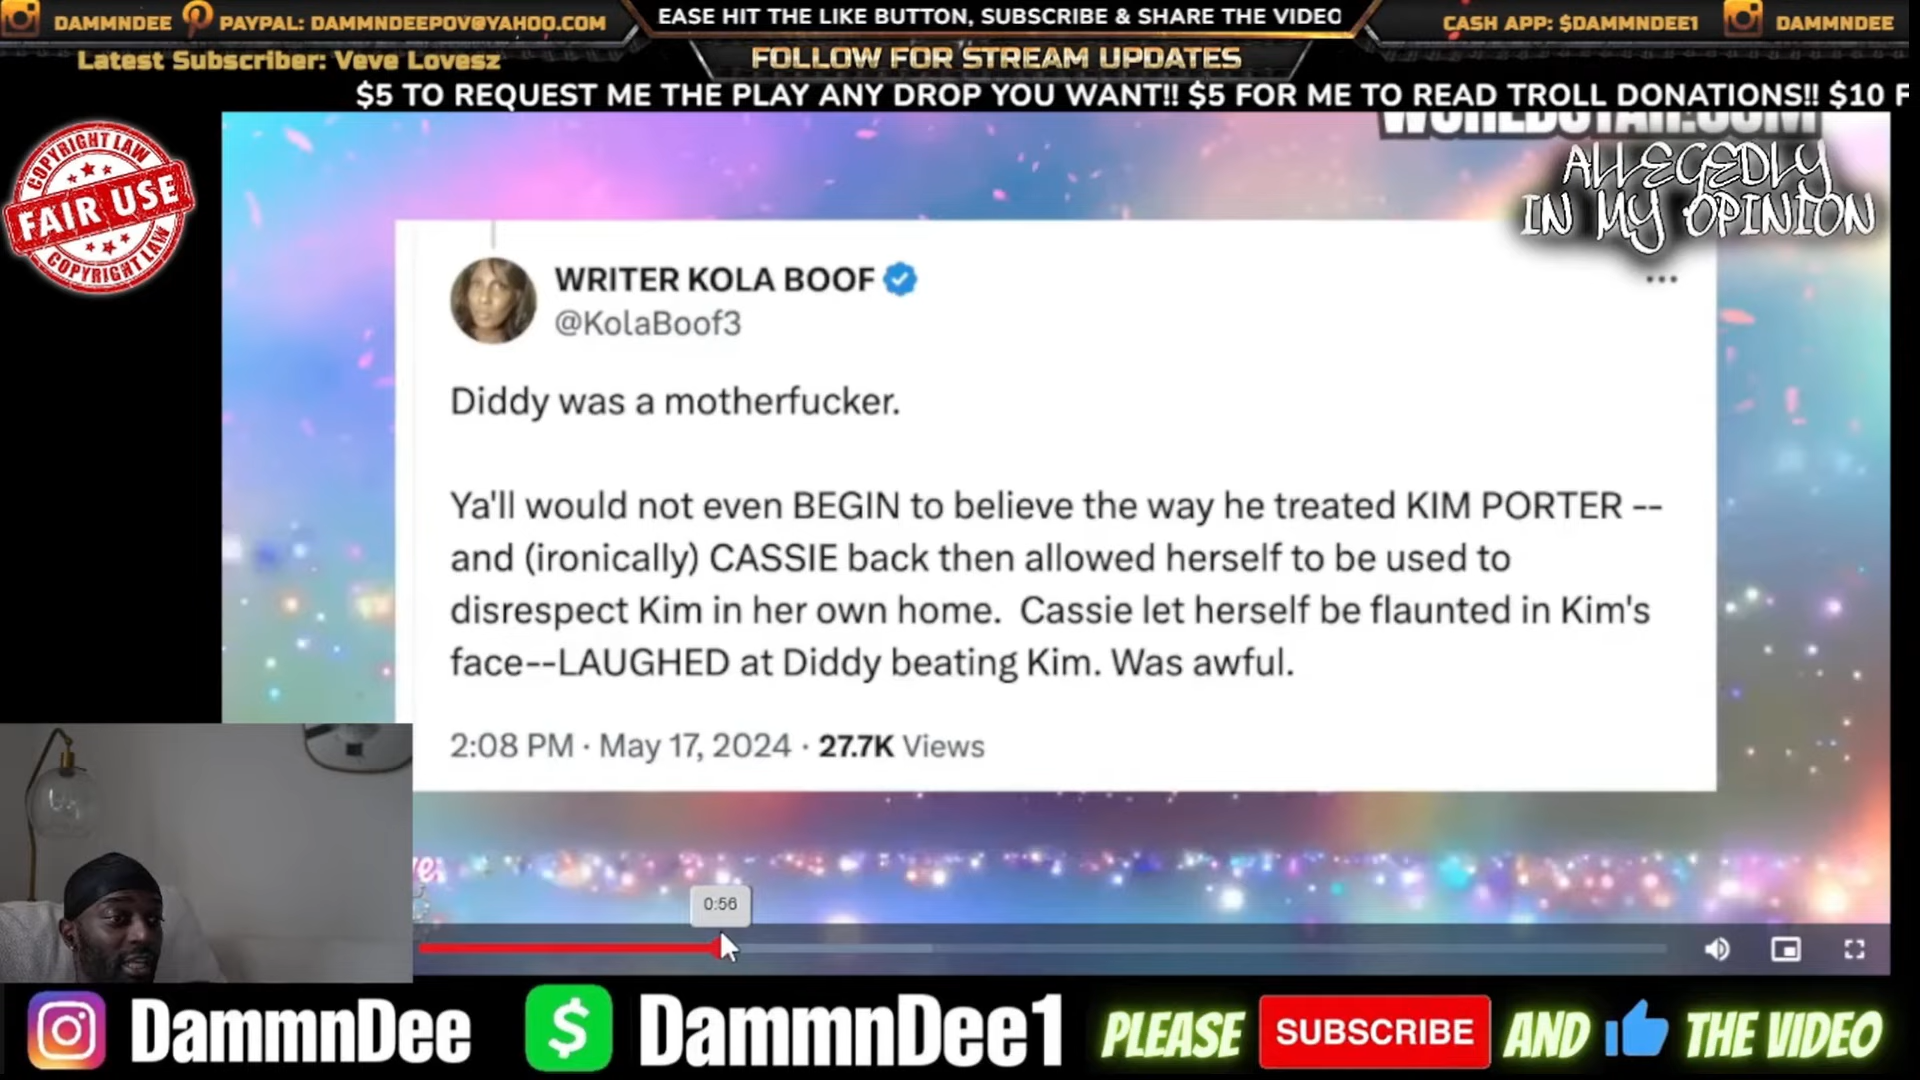 DAMMNDEE PAYPAL: DAMMNDEEPOV@YAHOO.COM
EASE HIT THE LIKE BUTTON, SUBSCRIBE & SHARE THE VIDEO
CASH APP: $DAMMNDEE1 DAMMNDEE
Latest Subscriber: Veve Lovesz
FOLLOW FOR STREAM UPDATES
$5 TO REQUEST ME THE PLAY ANY DROP YOU WANT!! $5 FOR ME TO READ TROLL DONATIONS!! $10 F
WORLDSTAR.COM
ALLEGEDLY
IN MY OPINION
COPYRIGHT LAW
FAIR USE
COPYRIGHT LAW
WRITER KOLA BOOF
@KolaBoof3
Diddy was a motherfucker.
Ya'll would not even BEGIN to believe the way he treated KIM PORTER --
and (ironically) CASSIE back then allowed herself to be used to
disrespect Kim in her own home. Cassie let herself be flaunted in Kim's
face--LAUGHED at Diddy beating Kim. Was awful.
2:08 PM · May 17, 2024 · 27.7K Views
0:56
DammnDee
$ DammnDee1
PLEASE SUBSCRIBE AND THE VIDEO